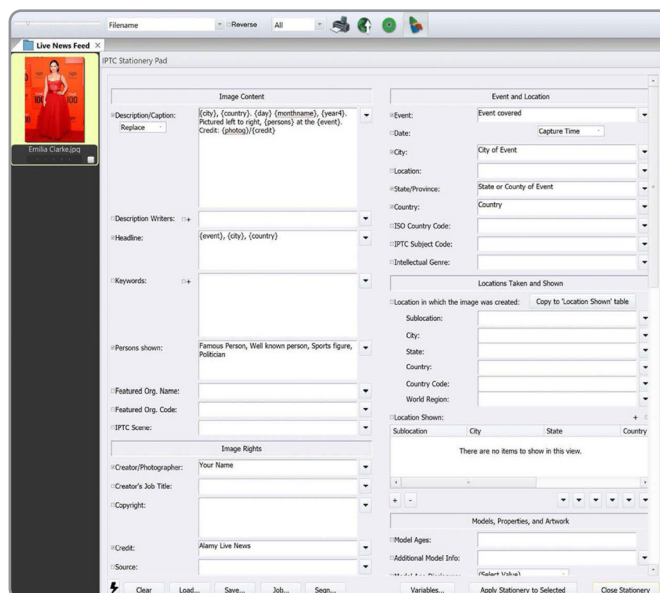 Filename
Reverse
All
Live News Feed
IPTC Stationery Pad
100
100
Emilia Clarke.jpg
Image Content
Description/Caption:
Replace
{city}, {country}. {day} {monthname}, {year4}.
Pictured left to right, {persons} at the {event}.
Credit: {photog}/{credit}
Description Writers:
Headline:
{event}, {city}, {country}
Keywords:
Persons shown:
Famous Person, Well known person, Sports figure,
Politician
Featured Org. Name:
Featured Org. Code:
IPTC Scene:
Image Rights
Creator/Photographer:
Your Name
Creator's Job Title:
Copyright:
Credit:
Alamy Live News
Source:
Event and Location
Event:
Event covered
Date:
Capture Time
City:
City of Event
Location:
State/Province:
State or County of Event
Country:
Country
ISO Country Code:
IPTC Subject Code:
Intellectual Genre:
Locations Taken and Shown
Location in which the image was created:
Copy to 'Location Shown' table
Sublocation:
City:
State:
Country:
Country Code:
World Region:
Location Shown:
Sublocation City State Country
There are no items to show in this view.
Models, Properties, and Artwork
Model Ages:
Additional Model Info:
Model Age Disclosure:
(Select Value)
Clear Load... Save... Job... Seqn... Variables... Apply Stationery to Selected Close Stationery